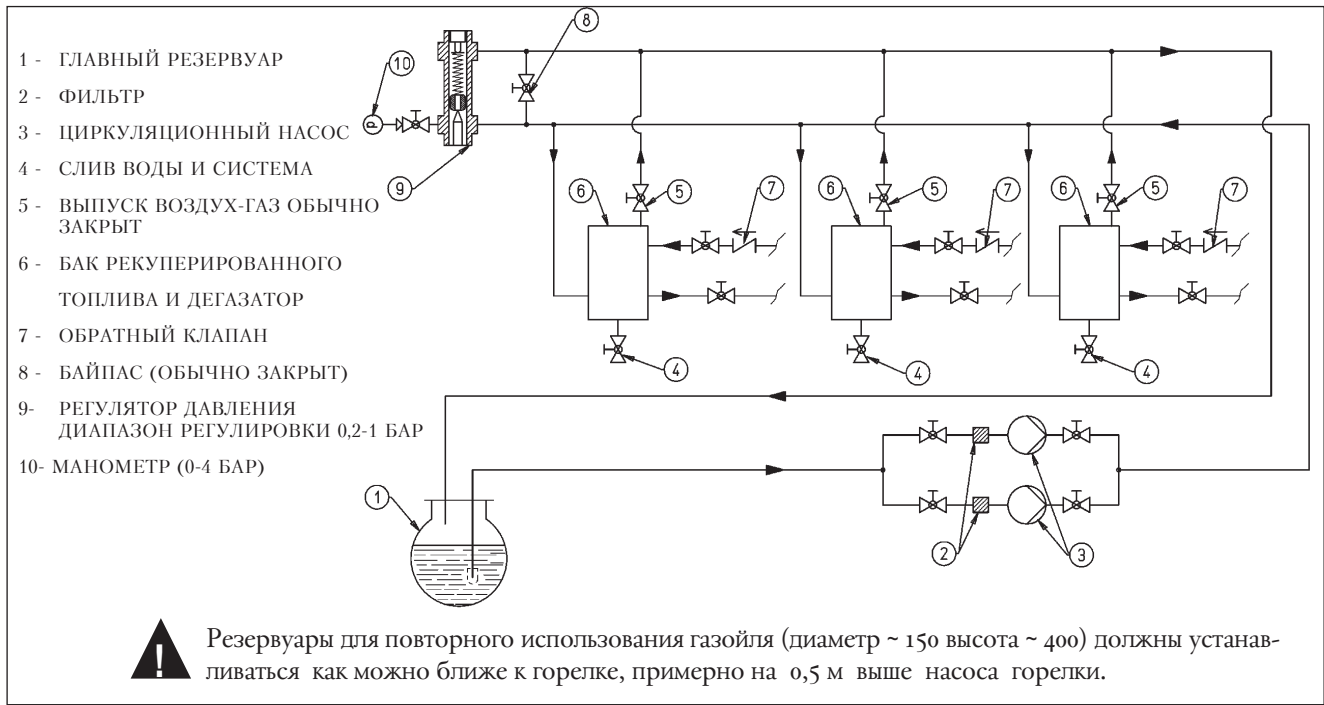 1 - ГЛАВНЫЙ РЕЗЕРВУАР
2 - ФИЛЬТР
3 - ЦИРКУЛЯЦИОННЫЙ НАСОС
4 - СЛИВ ВОДЫ И СИСТЕМА
5 - ВЫПУСК ВОЗДУХ-ГАЗ ОБЫЧНО
ЗАКРЫТ
6 - БАК РЕКУПЕРИРОВАННОГО
ТОПЛИВА И ДЕГАЗАТОР
7 - ОБРАТНЫЙ КЛАПАН
8 - БАЙПАС (ОБЫЧНО ЗАКРЫТ)
9- РЕГУЛЯТОР ДАВЛЕНИЯ
ДИАПАЗОН РЕГУЛИРОВКИ 0,2-1 БАР
10- МАНОМЕТР (0-4 БАР)
8
10
P
9
6 5 7
6 5 7
6 5 7
4
4
4
1
2 3
! Резервуары для повторного использования газойля (диаметр ~ 150 высота ~ 400) должны устанав-
ливаться как можно ближе к горелке, примерно на 0,5 м выше насоса горелки.